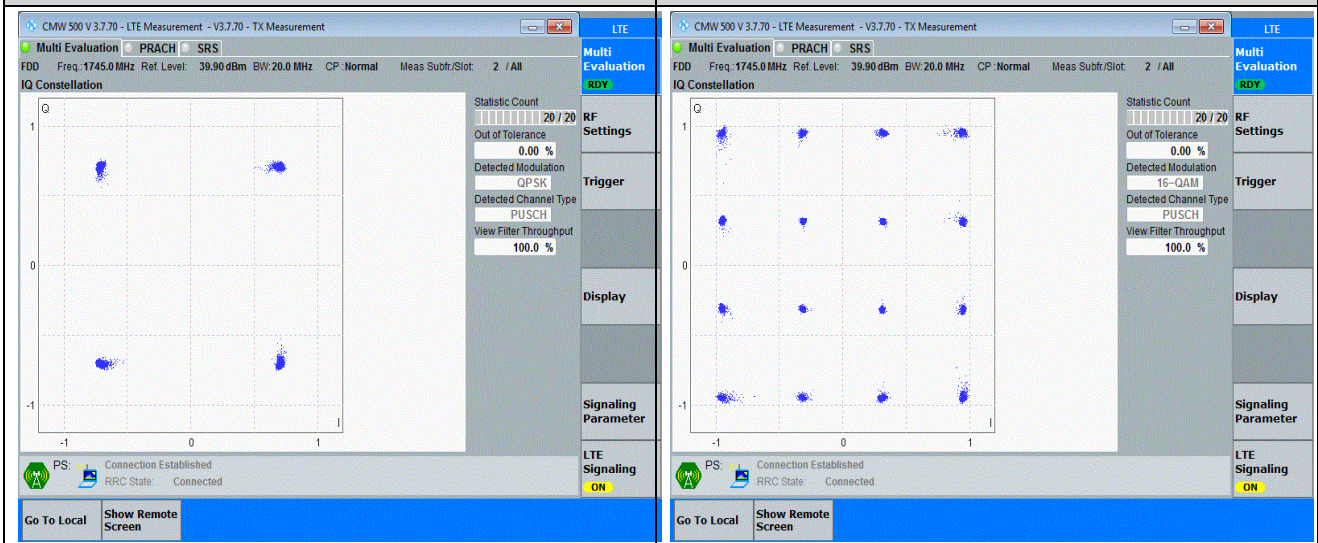 CMW 500 V 3.7.70 - LTE Measurement - V3.7.70 - TX Measurement
LTE
Multi Evaluation PRACH SRS
FDD Freq.:1745.0 MHz Ref. Level: 39.90 dBm BW:20.0 MHz CP :Normal Meas Subfr./Slot: 2 / All
IQ Constellation
Q
1
0
-1
-1 0 1
I
Statistic Count
20 / 20
Out of Tolerance
0.00 %
Detected Modulation
QPSK
Detected Channel Type
PUSCH
View Filter Throughput
100.0 %
Multi
Evaluation
RDY
RF
Settings
Trigger
Display
Signaling
Parameter
LTE
Signaling
ON
PS: Connection Established
RRC State: Connected
Go To Local
Show Remote
Screen
CMW 500 V 3.7.70 - LTE Measurement - V3.7.70 - TX Measurement
LTE
Multi Evaluation PRACH SRS
FDD Freq.:1745.0 MHz Ref. Level: 39.90 dBm BW:20.0 MHz CP :Normal Meas Subfr./Slot: 2 / All
IQ Constellation
Q
1
0
-1
-1 0 1
I
Statistic Count
20 / 20
Out of Tolerance
0.00 %
Detected Modulation
16-QAM
Detected Channel Type
PUSCH
View Filter Throughput
100.0 %
Multi
Evaluation
RDY
RF
Settings
Trigger
Display
Signaling
Parameter
LTE
Signaling
ON
PS: Connection Established
RRC State: Connected
Go To Local
Show Remote
Screen